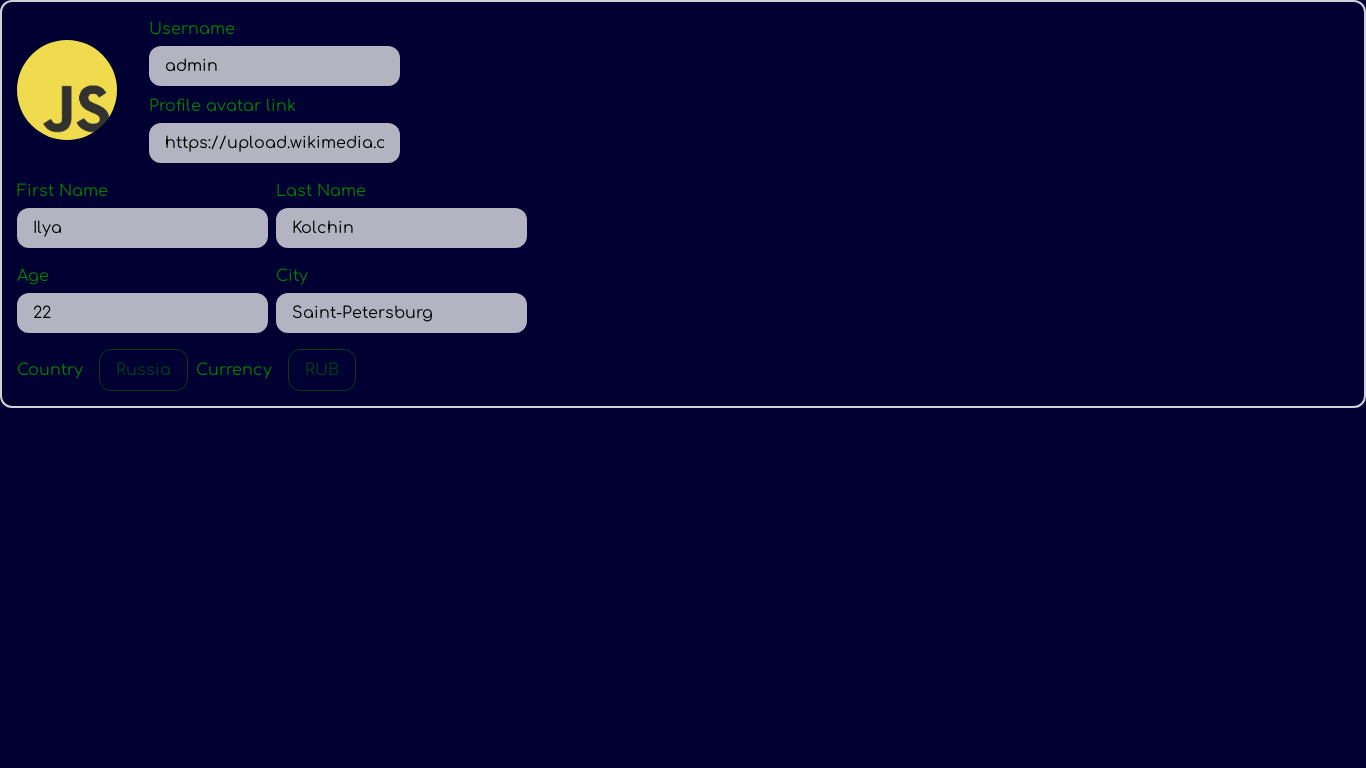 Username
admin
Profile avatar link
https://upload.wikimedia.c
JS
First Name Last Name
Ilya Kolchin
Age City
22 Saint-Petersburg
Country Russia Currency RUB